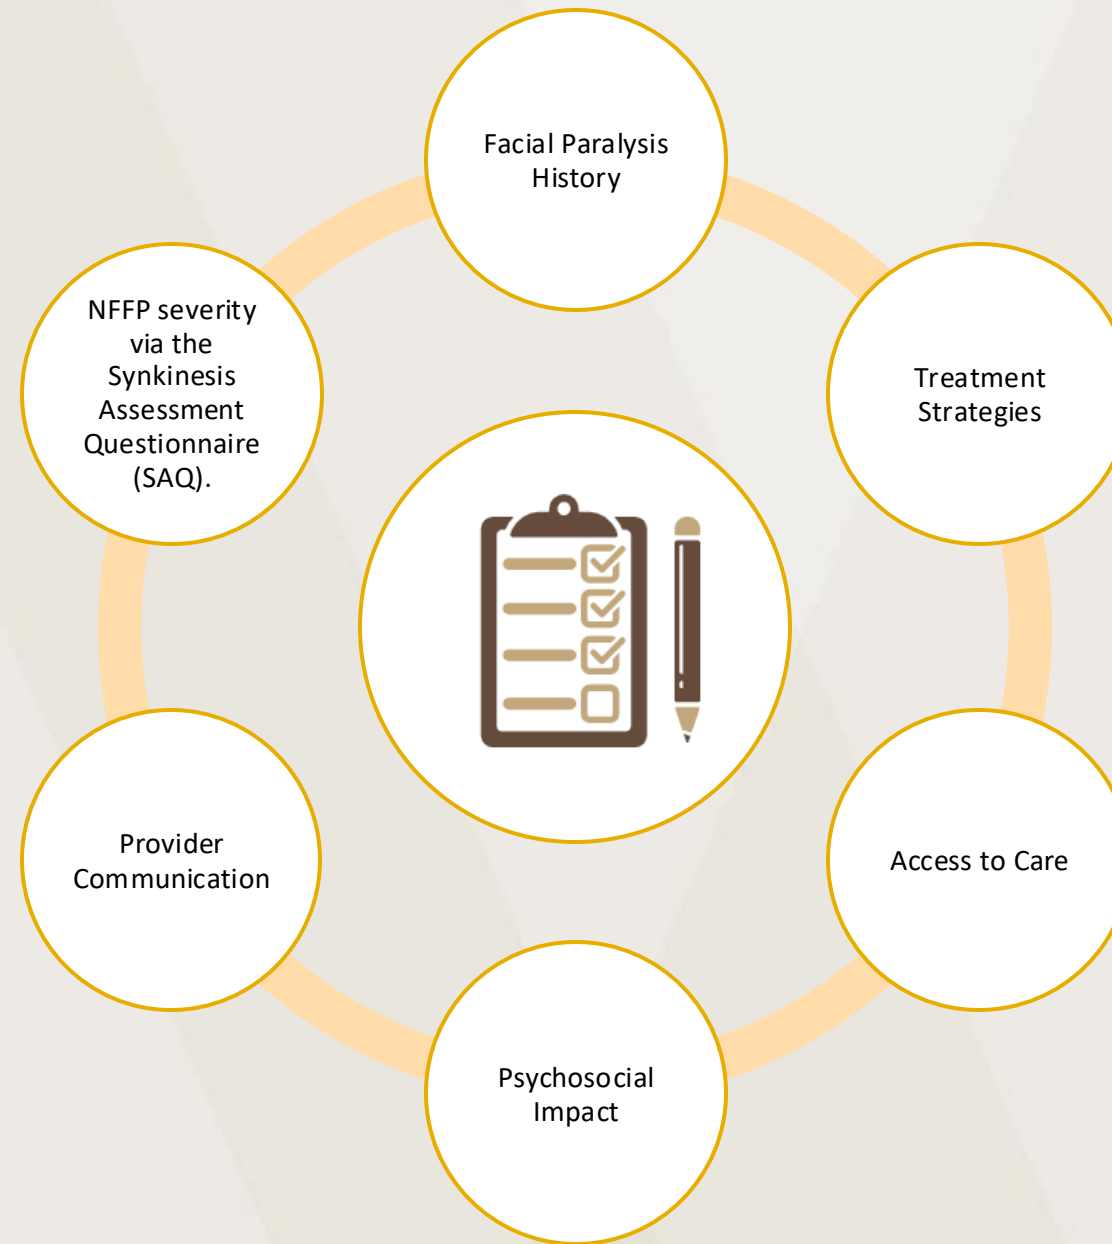 Facial Paralysis
History
Treatment
Strategies
Access to Care
Psychosocial
Impact
Provider
Communication
NFFP severity
via the
Synkinesis
Assessment
Questionnaire
(SAQ).